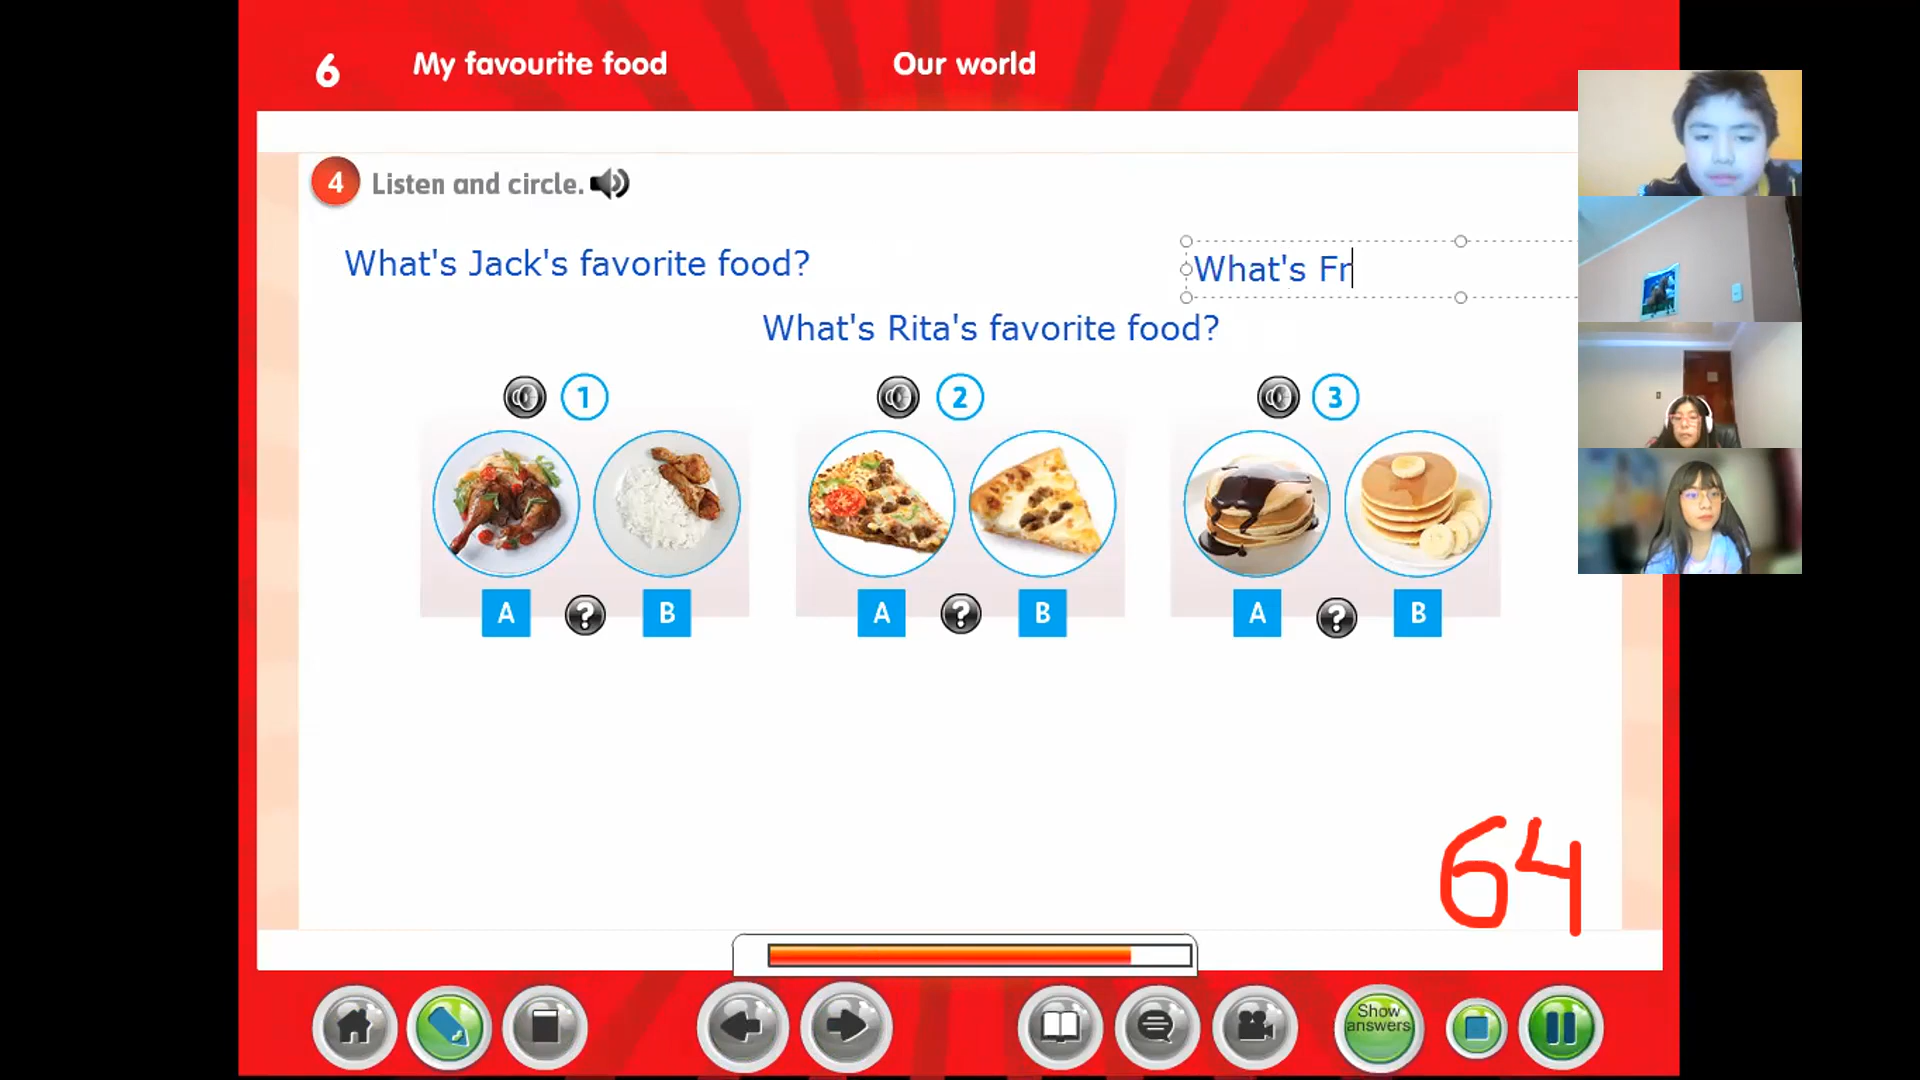 6 My favourite food Our world
4 Listen and circle.
What's Jack's favorite food?
What's Fr
What's Rita's favorite food?
1 2 3
A ? B A ? B A ? B
64
Show answers